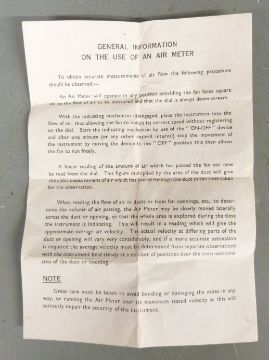 GENERAL INFORMATION
ON THE USE OF AN AIR METER
To obtain accurate measurements of air flow the following procedure
should be observed:—
An Air Meter will operate in any position providing the fan faces square
on to the flow of air to be measured and that the dial is always down stream
With the indicating mechanism disengaged, place the instrument into the
flow of air, thus allowing the fan to reach its correct speed without registering
on the dial. Start the indicating mechanism by use of the "ON-OFF" device
and after one minute (or any other desired interval) stop the movement of
the instrument by moving the device to the "OFF" position this then allows
the fan to run freely.
A linear reading of the amount of air which has passed the fan can now
be read from the dial. This figure multiplied by the area of the duct will give
the cubic measurement of air which has passed through the duct in the time taken
for the observation.
When reading the flow of air in ducts or from fan openings, etc., to deter-
mine the volume of air passing, the Air Meter may be slowly moved laterally
across the duct or opening, so that the whole area is explored during the time
the instrument is indicating. This will result in a reading which will give the
approximate average air velocity. The actual velocity at differing parts of the
duct or opening will vary very considerably, and if a more accurate estimation
is required the average velocity must be determined from separate observations
with the instrument held steady at a number of positions over the cross sectional
area of the duct or opening.
NOTE
Great care must be taken to avoid bending or damaging the vanes in any
way, or running the Air Meter over its maximum stated velocity as this will
seriously impair the accuracy of the instrument.